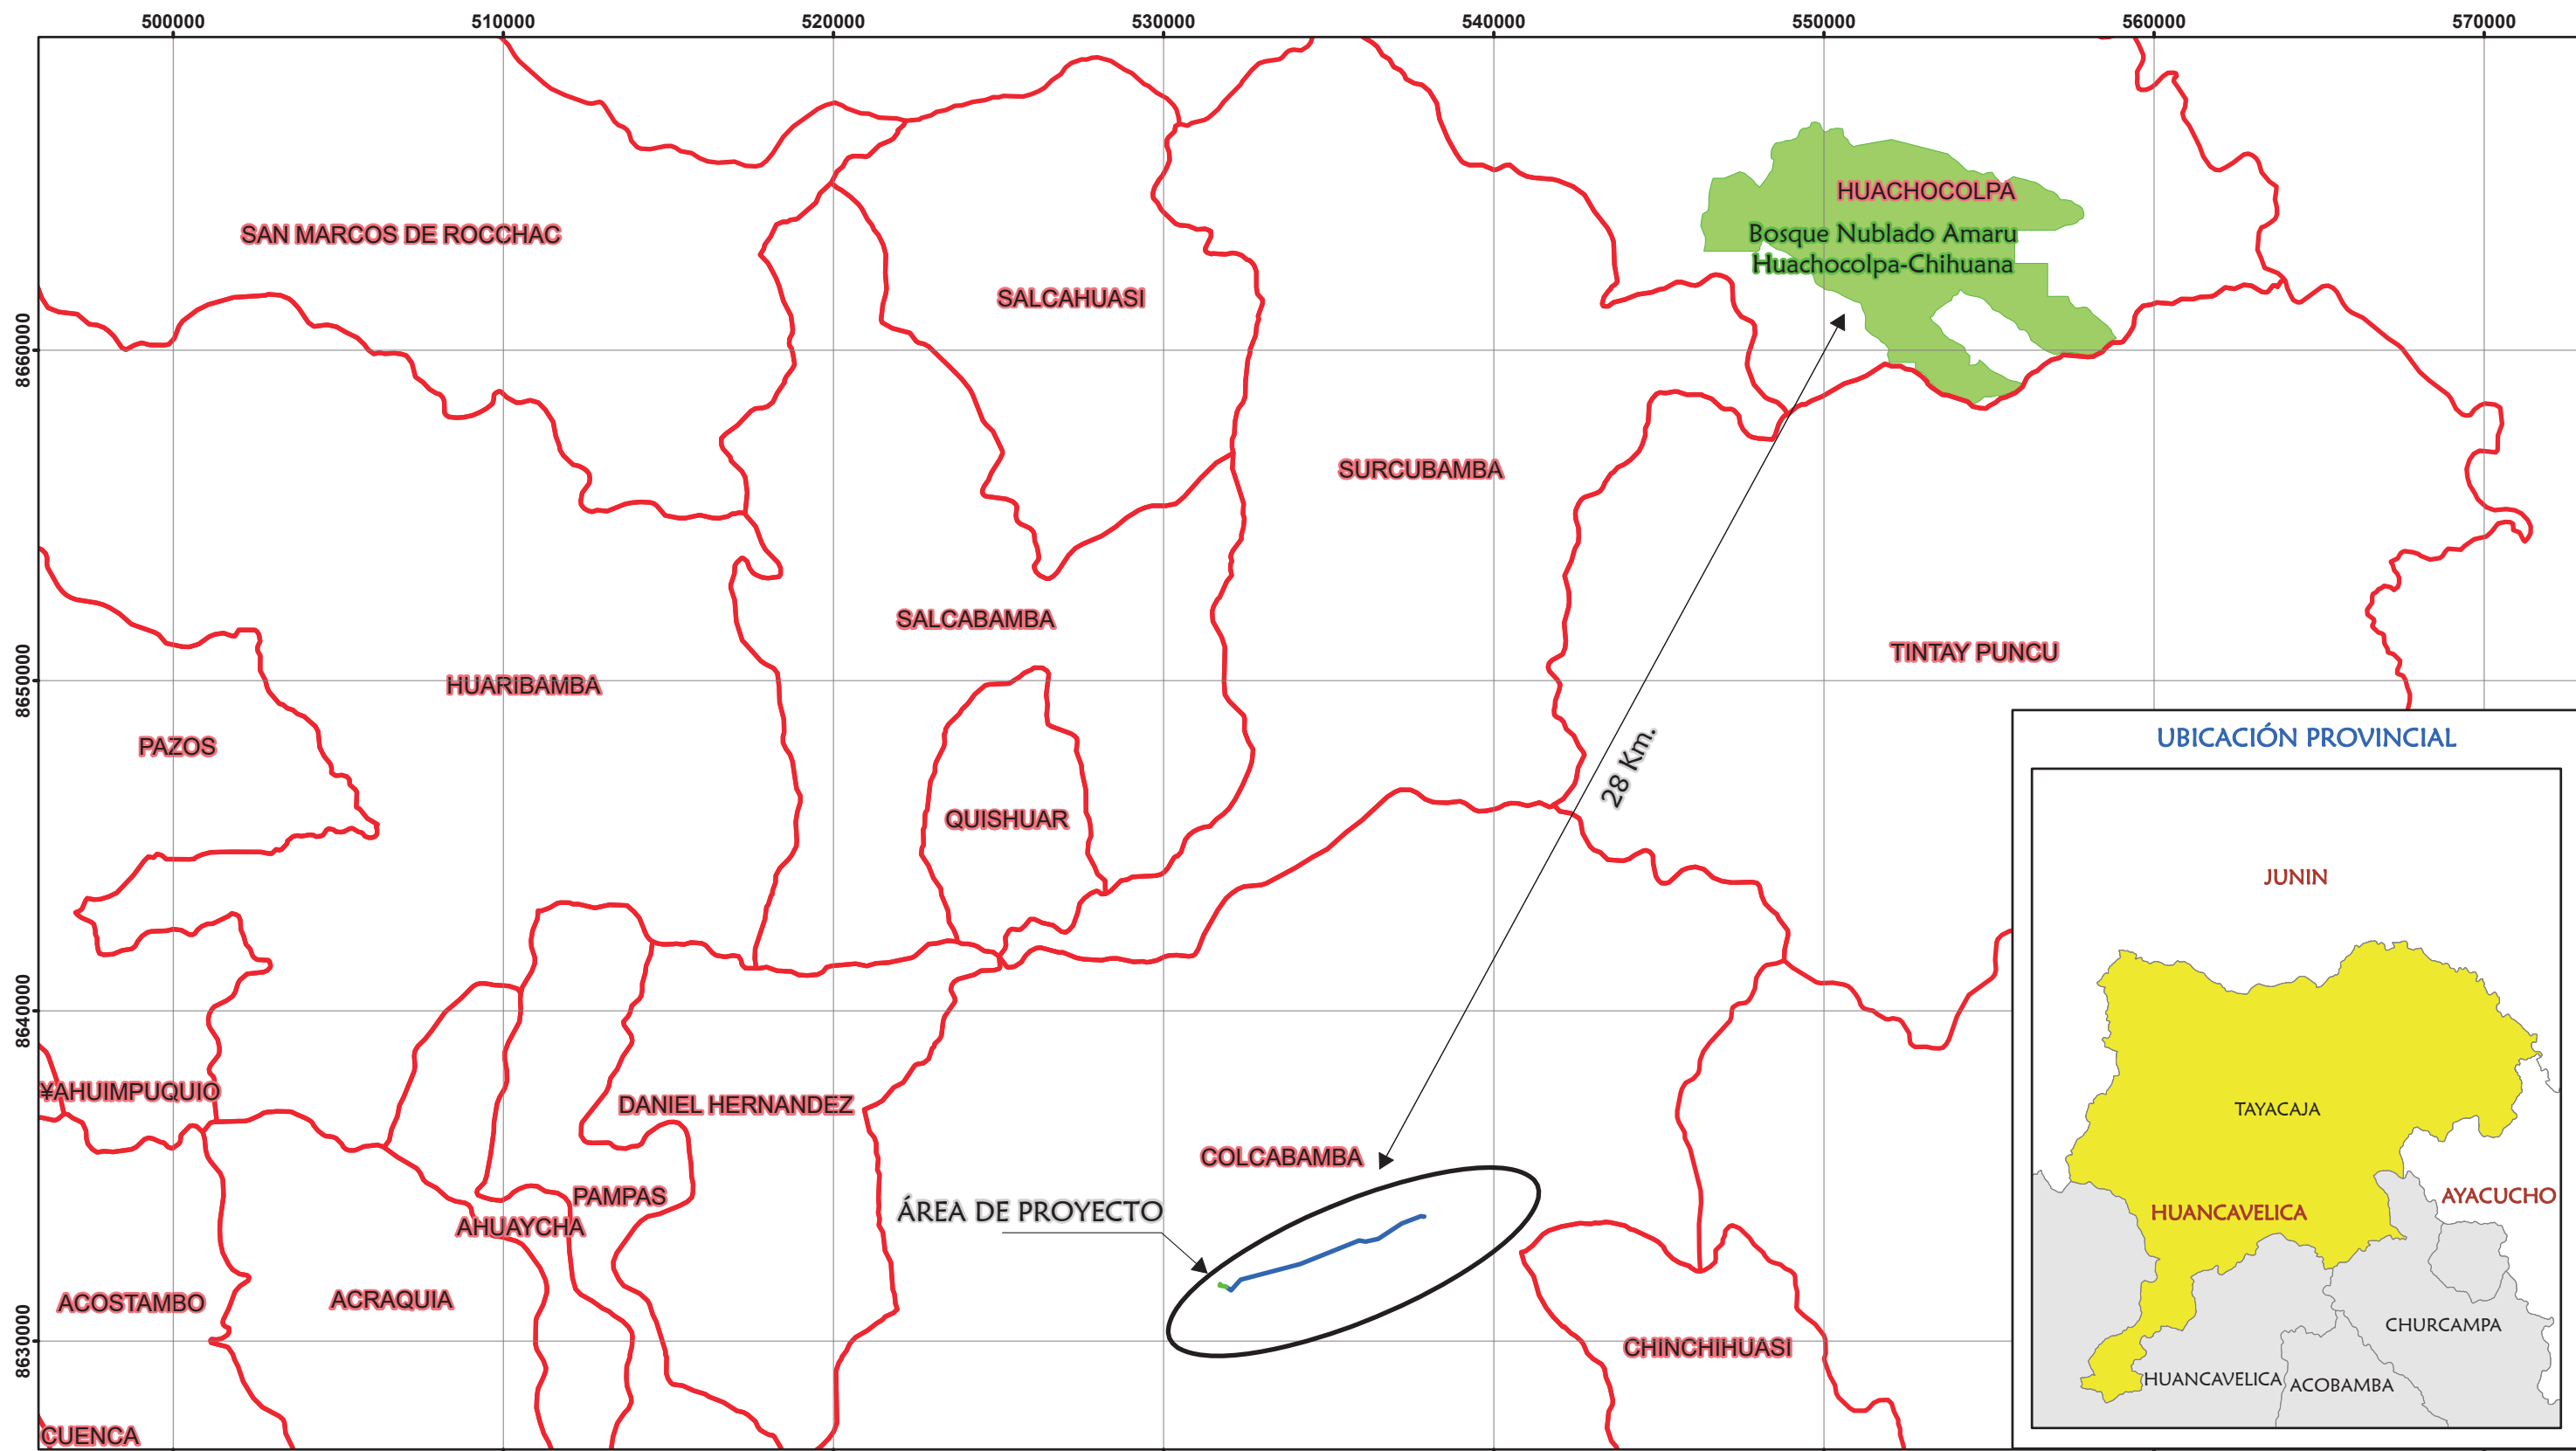 500000 510000 520000 530000 540000 550000 560000 570000
HUACHOCOLPA
SAN MARCOS DE ROCCHAC
Bosque Nublado Amaru
Huachocolpa-Chihuana
SALCAHUASI
8660000
SURCUBAMBA
SALCABAMBA
TINTAY PUNCU
8650000
HUARIBAMBA
PAZOS
28 Km.
QUISHUAR
8640000
¥AHUIMPUQUIO
DANIEL HERNANDEZ
COLCABAMBA
PAMPAS
ÁREA DE PROYECTO
AHUAYCHA
ACOSTAMBO
ACRAQUIA
8630000
CHINCHIHUASI
CUENCA
UBICACIÓN PROVINCIAL
JUNIN
TAYACAJA
AYACUCHO
HUANCAVELICA
CHURCAMPA
HUANCAVELICA
ACOBAMBA